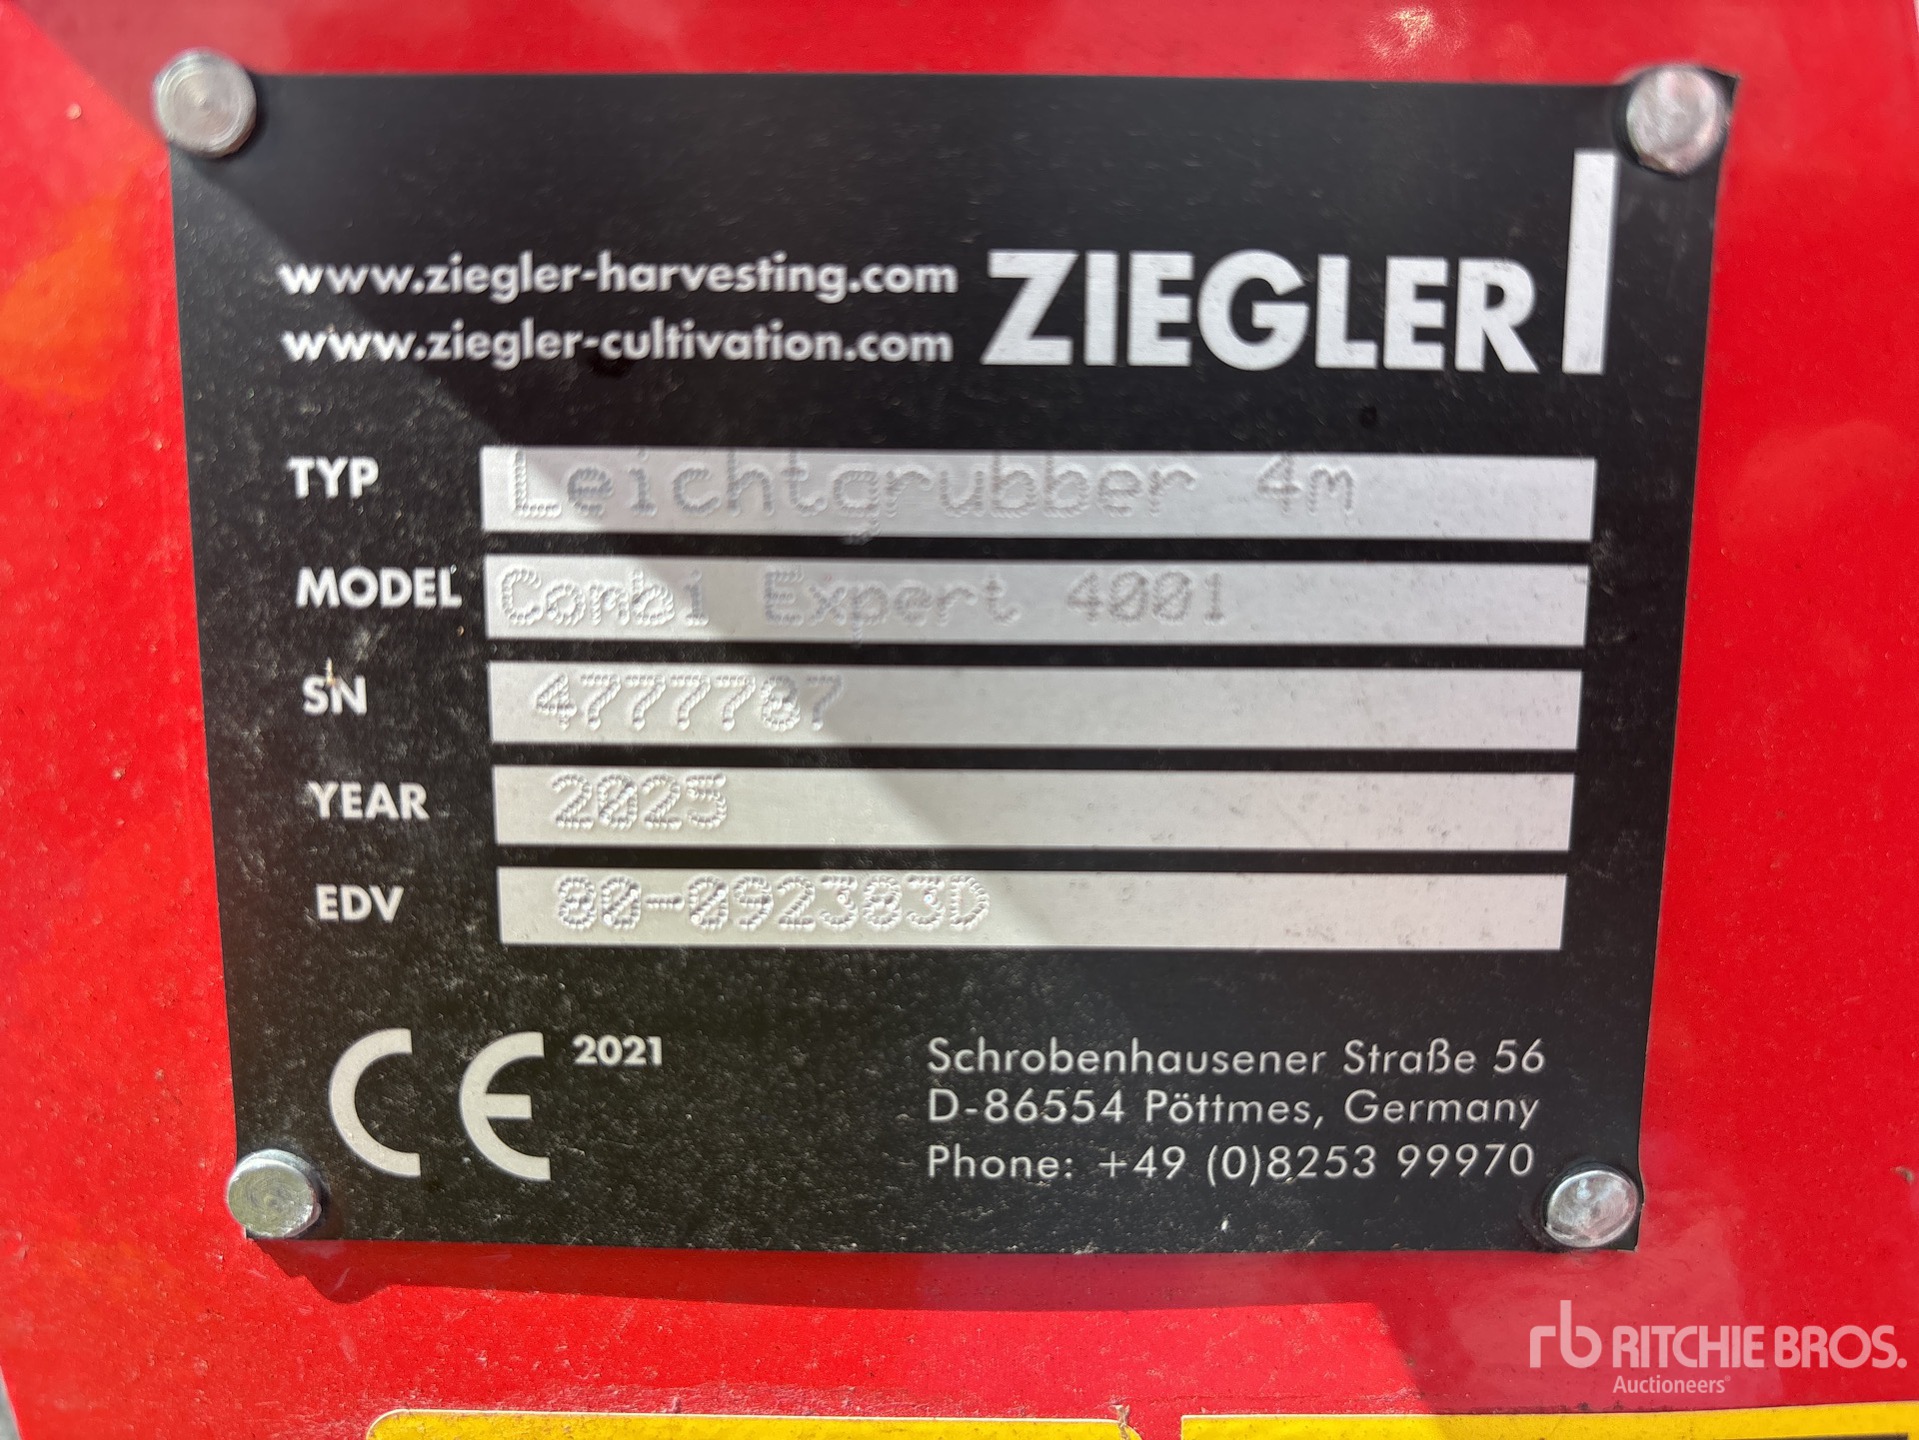 www.ziegler-harvesting.com
www.ziegler-cultivation.com
ZIEGLER
TYP Leichtgrubber 4m
MODEL Combi Expert 4001
SN 4777787
YEAR 2025
EDV 80-092383D
CE 2021
Schrobenhausener Straße 56
D-86554 Pöttmes, Germany
Phone: +49 (0)8253 99970
rb RITCHIE BROS.
Auctioneers